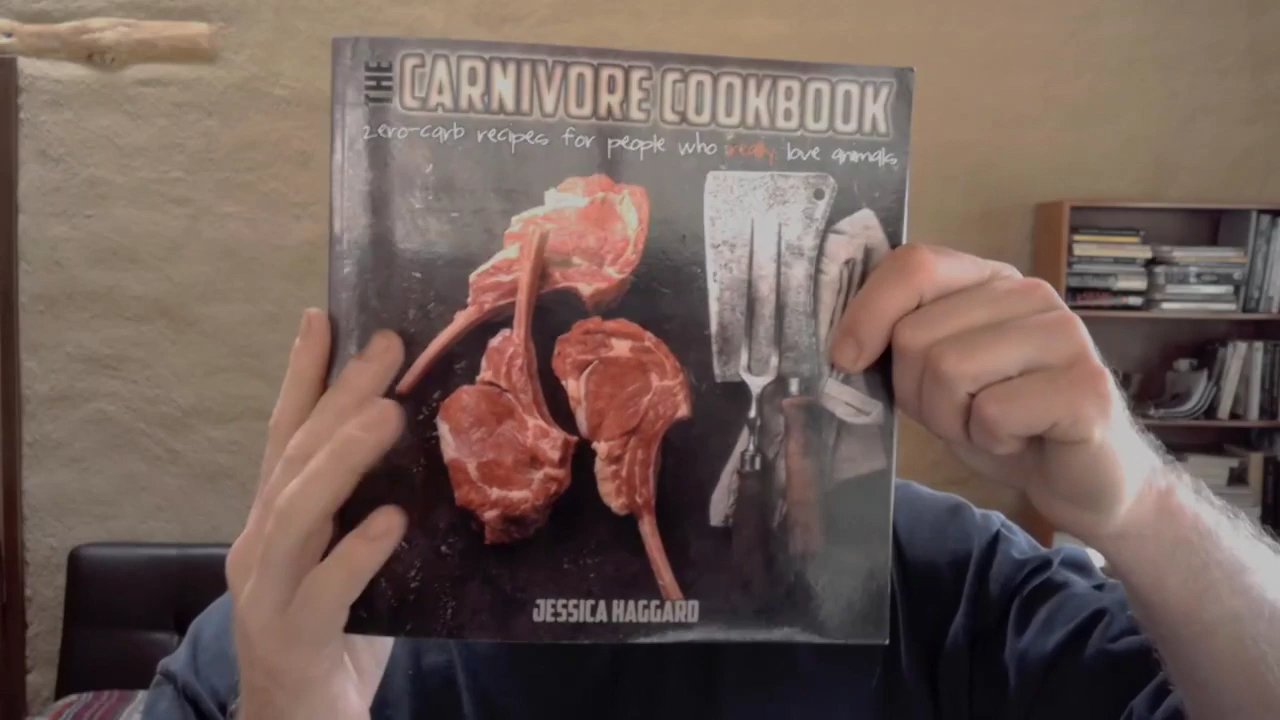 THE CARNIVORE COOKBOOK
zero-carb recipes for people who really love animals
JESSICA HAGGARD